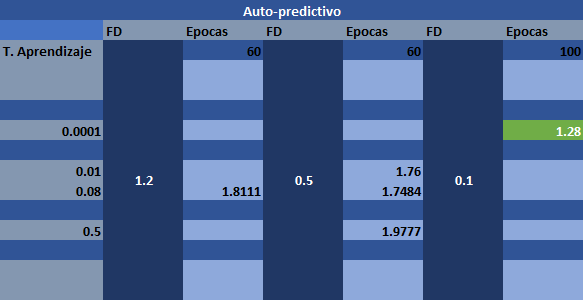 Auto-predictivo
FD Epocas FD Epocas FD Epocas
T. Aprendizaje 60 60 100
0.0001 1.28
0.01 1.76
1.2 0.5 0.1
0.08 1.8111 1.7484
0.5 1.9777